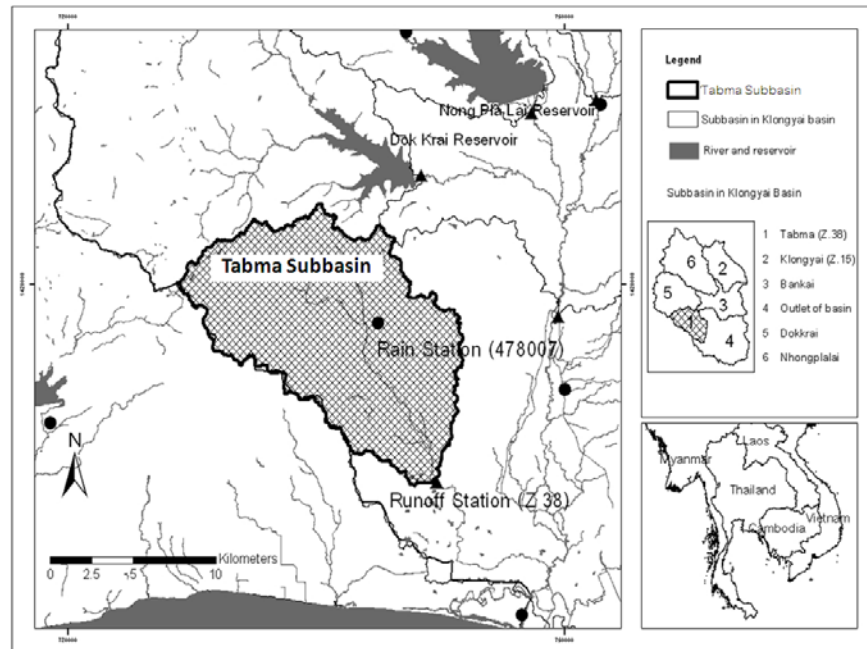 Nong Pla Lai Reservoir
Dok Krai Reservoir
Tabma Subbasin
Rain Station (478007)
N
Runoff Station (Z 38)
Kilometers
0 2.5 5 10
Legend
Tabma Subbasin
Subbasin in Klongyai basin
River and reservoir
Subbasin in Klongyai Basin
6
2
5
3
1
4
1 Tabma (Z.38)
2 Klongyai (Z.15)
3 Bankai
4 Outlet of basin
5 Dokkrai
6 Nhongplalai
Laos
Myanmar
Thailand
Vietnam
Cambodia